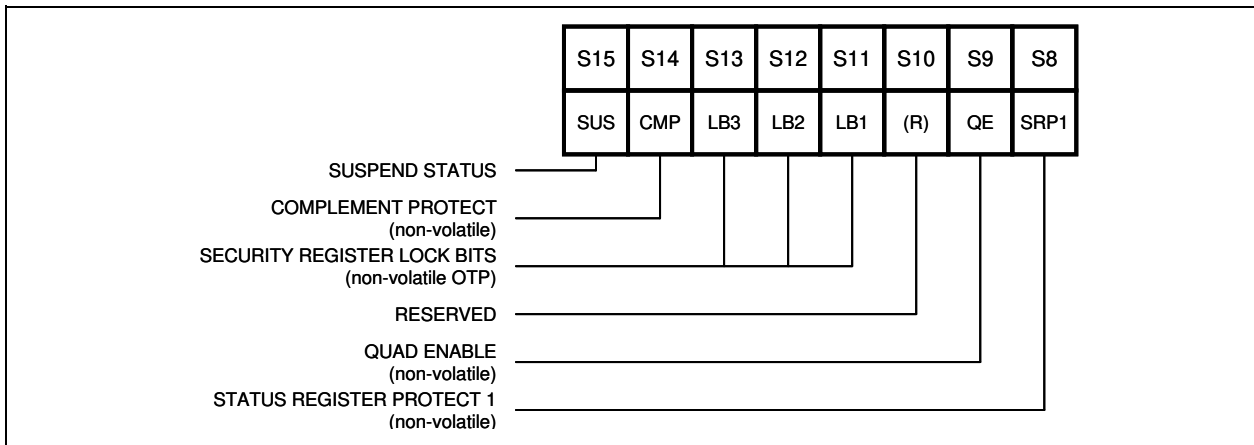 S15 S14 S13 S12 S11 S10 S9 S8
SUS CMP LB3 LB2 LB1 (R) QE SRP1
SUSPEND STATUS
COMPLEMENT PROTECT
(non-volatile)
SECURITY REGISTER LOCK BITS
(non-volatile OTP)
RESERVED
QUAD ENABLE
(non-volatile)
STATUS REGISTER PROTECT 1
(non-volatile)